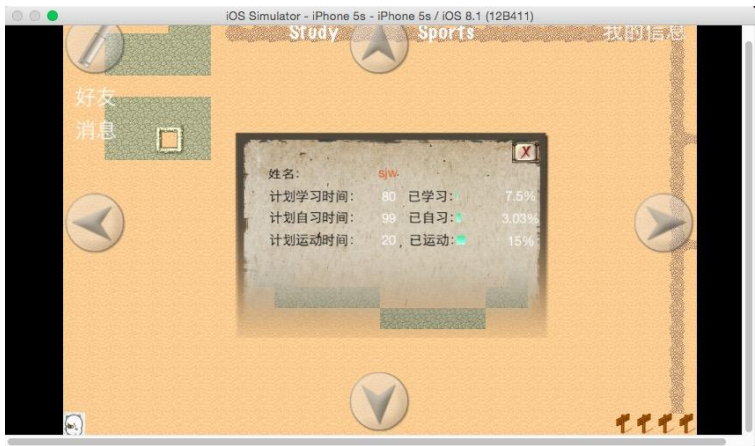 iOS Simulator - iPhone 5s - iPhone 5s / iOS 8.1 (12B411)
Study Sports 我的信息
好友
消息
X
姓名: sjw
计划学习时间: 80 已学习: 7.5%
计划自习时间: 99 已自习: 3.03%
计划运动时间: 20 已运动: 15%